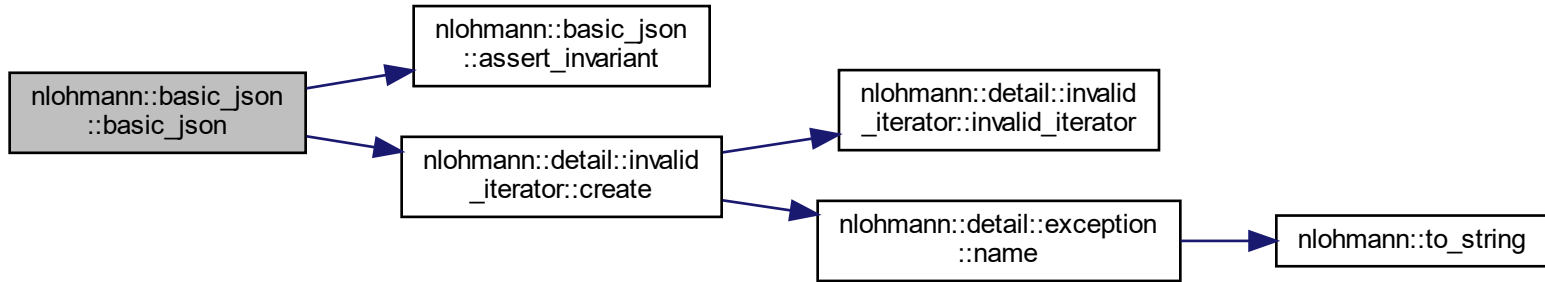 nlohmann::basic_json
::basic_json
nlohmann::basic_json
::assert_invariant
nlohmann::detail::invalid
_iterator::create
nlohmann::detail::invalid
_iterator::invalid_iterator
nlohmann::detail::exception
::name
nlohmann::to_string